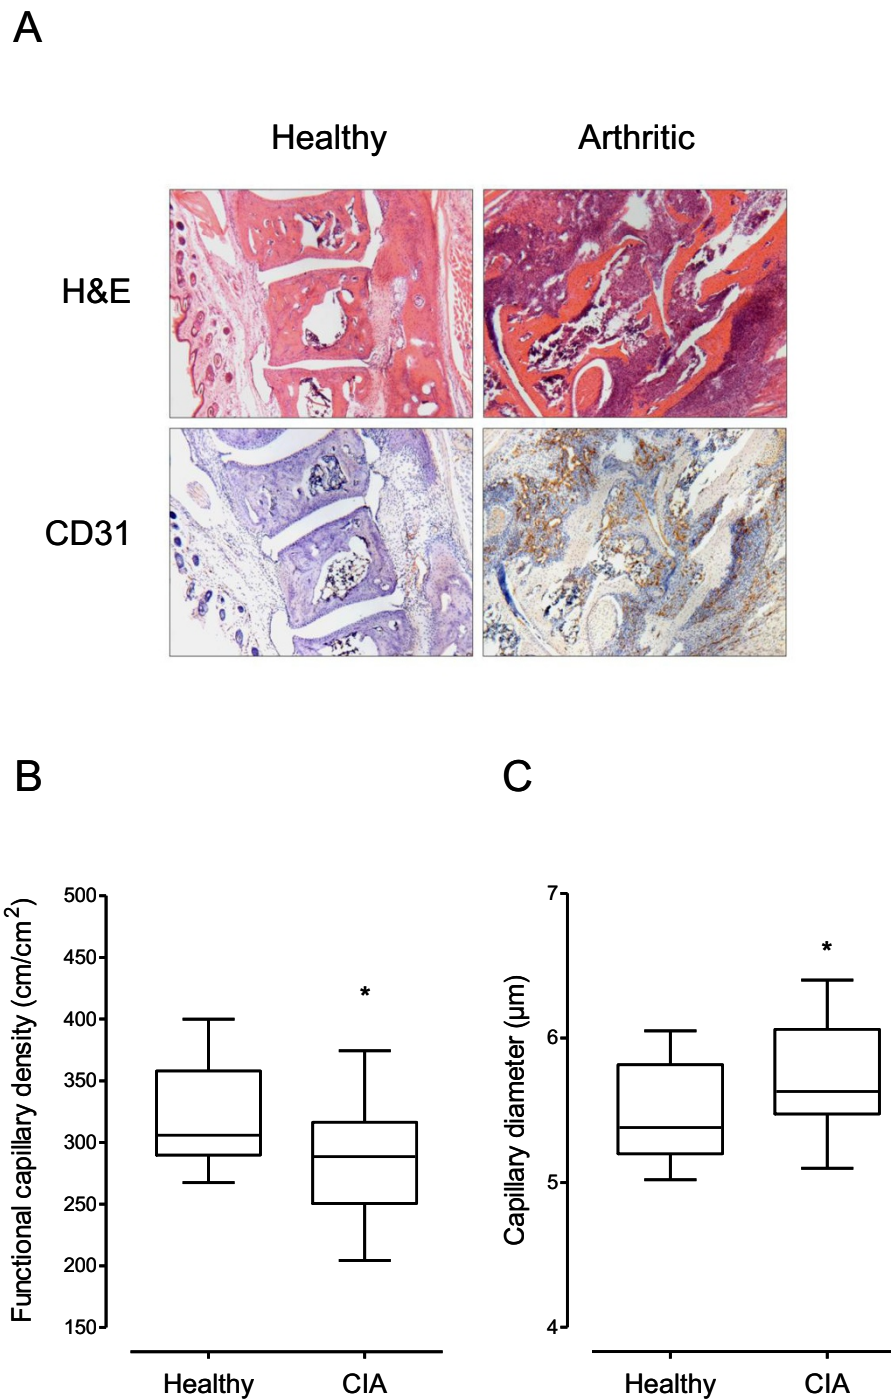 A
Healthy Arthritic
H&E
CD31
B
C
Functional capillary density (cm/cm²)
500
450
400
350
300
250
200
150
*
Healthy CIA
Capillary diameter (µm)
7
6
5
4
*
Healthy CIA